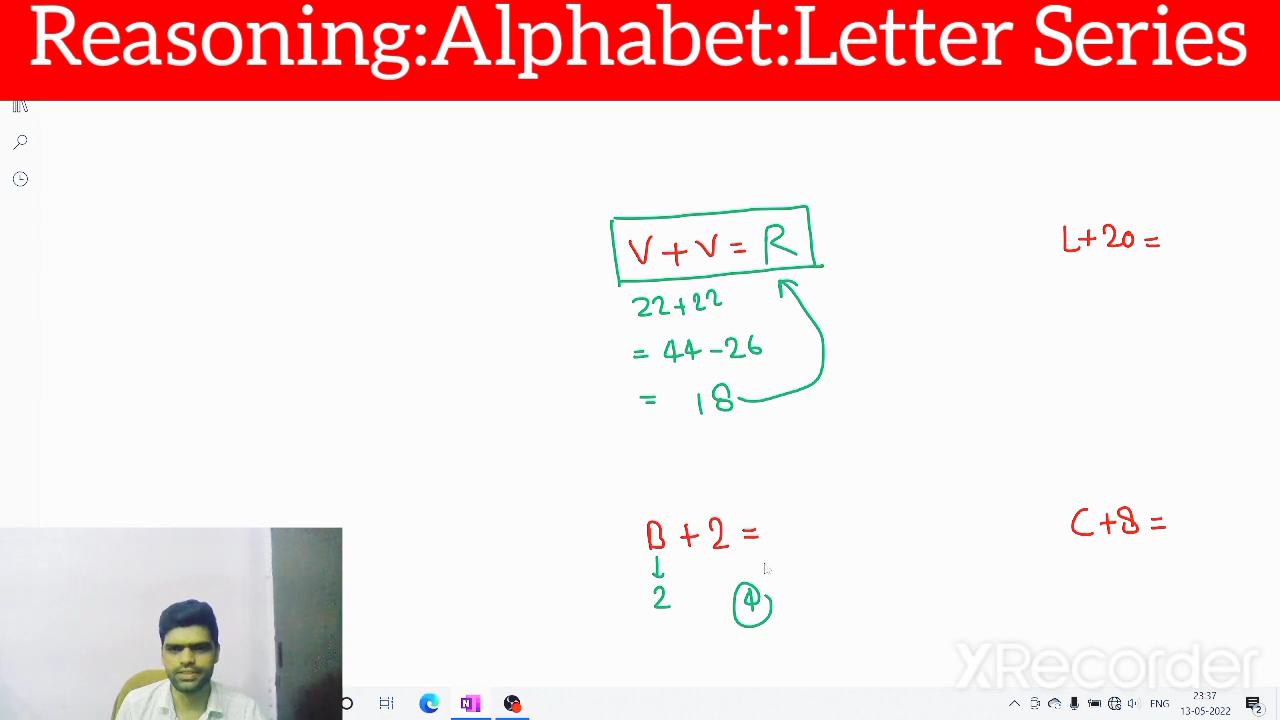 Reasoning:Alphabet:Letter Series
V + V = R
22+22
= 44-26
= 18
L+20 =
B + 2 =
2
4
C+8 =
XRecorder
ENG
23:37
13-05-2022
2